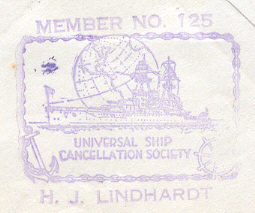 MEMBER NO. 125
UNIVERSAL SHIP
CANCELLATION SOCIETY
H. J. LINDHARDT